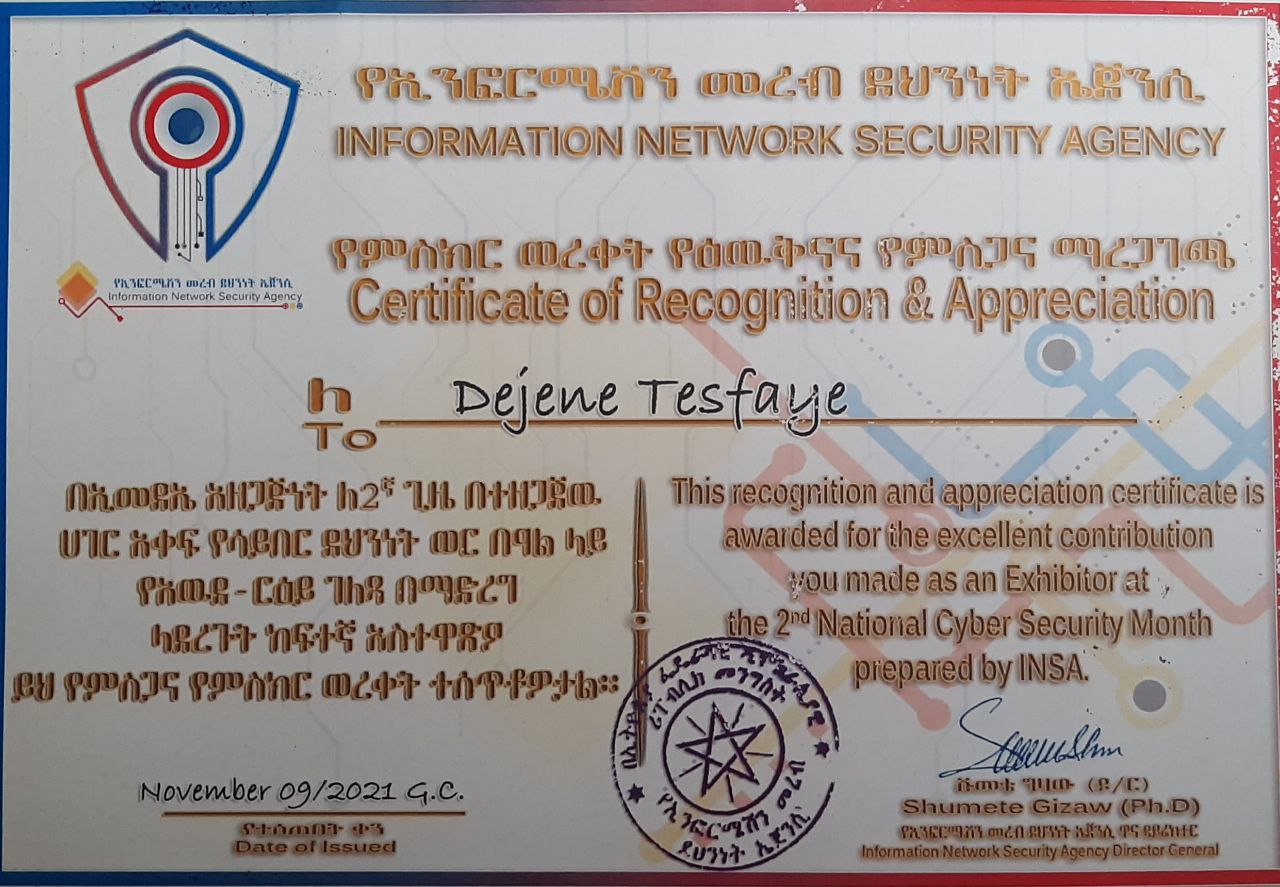 የኢንፎርሜሽን መረብ ደህንነት ኤጀንሲ
INFORMATION NETWORK SECURITY AGENCY
የኢንፎርሜሽን መረብ ደህንነት ኤጀንሲ
Information Network Security Agency
የምስክር ወረቀት የዕውቅናና የምስጋና ማረጋገጫ
Certificate of Recognition & Appreciation
ለ
To
Dejene Tesfaye
በኢመደኤ አዘጋጅነት ለ2ኛ ጊዜ በተዘጋጀው
ሀገር አቀፍ የሳይበር ደህንነት ወር በዓል ላይ
የአውደ-ርዕይ ገለጻ በማድረግ
ላደረጉት ከፍተኛ አስተዋጽዖ
ይህ የምስጋና የምስክር ወረቀት ተሰጥቶዎታል።
This recognition and appreciation certificate is
awarded for the excellent contribution
you made as an Exhibitor at
the 2nd National Cyber Security Month
prepared by INSA.
November 09/2021 G.C.
የተሰጠበት ቀን
Date of Issued
ሹመቴ ግዛው (ዶ/ር)
Shumete Gizaw (Ph.D)
የኢንፎርሜሽን መረብ ደህንነት ኤጀንሲ ዋና ዳይሬክተር
Information Network Security Agency Director General
ሪፐብሊክ መንግስት
የኢንፎርሜሽን መረብ
ደህንነት ኤጀንሲ